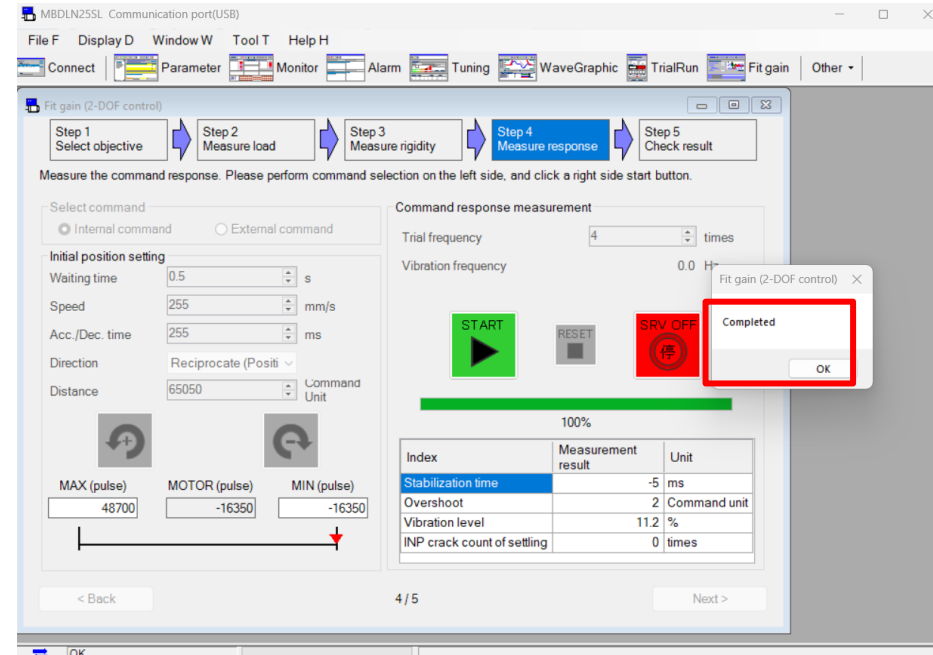 MBDLN25SL Communication port(USB)
File F Display D Window W Tool T Help H
Connect Parameter Monitor Alarm Tuning WaveGraphic TrialRun Fit gain Other
Fit gain (2-DOF control)
Step 1
Select objective
Step 2
Measure load
Step 3
Measure rigidity
Step 4
Measure response
Step 5
Check result
Measure the command response. Please perform command selection on the left side, and click a right side start button.
Select command
Internal command External command
Initial position setting
Waiting time 0.5 s
Speed 255 mm/s
Acc./Dec. time 255 ms
Direction Reciprocate (Positi
Distance 65050 Command
Unit
MAX (pulse) MOTOR (pulse) MIN (pulse)
48700 -16350 -16350
Command response measurement
Trial frequency 4 times
Vibration frequency 0.0
START RESET SRV OFF
停
100%
Index Measurement
result Unit
Stabilization time -5 ms
Overshoot 2 Command unit
Vibration level 11.2 %
INP crack count of settling 0 times
Fit gain (2-DOF control)
Completed
OK
< Back 4 / 5 Next >
OK